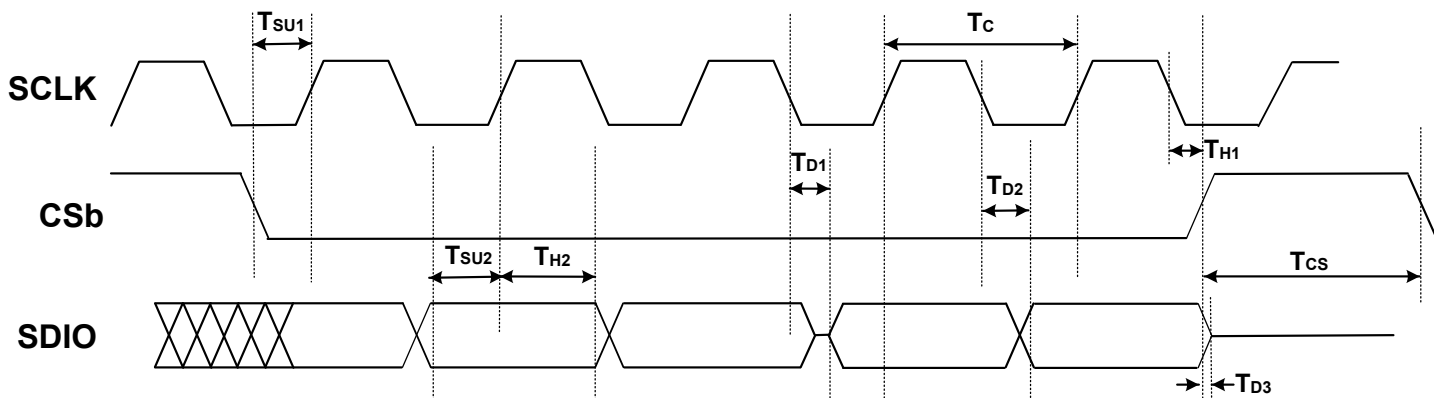 TSU1
TC
SCLK
TH1
TD1
TD2
CSb
TSU2
TH2
TCS
SDIO
TD3